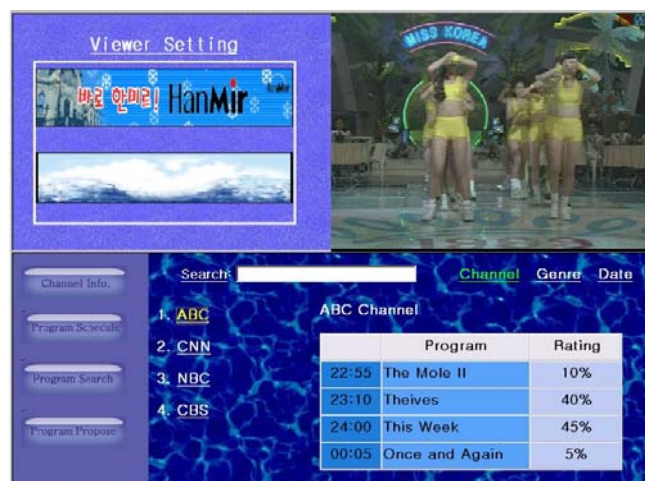 Viewer Setting
바로 한미르! HanMir
MISS KOREA
Search:
Channel Genre Date
Channel Info.
Program Schedule
Program Search
Program Propose
1. ABC
2. CNN
3. NBC
4. CBS
ABC Channel
Program Rating
22:55 The Mole II 10%
23:10 Theives 40%
24:00 This Week 45%
00:05 Once and Again 5%